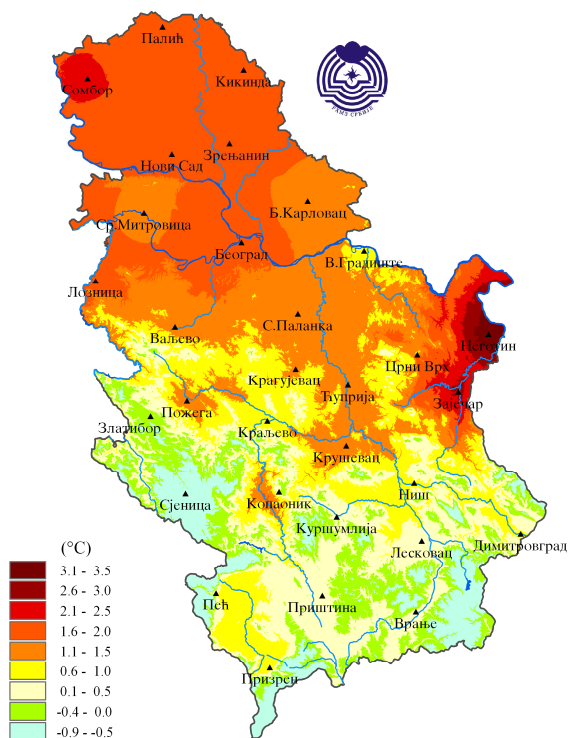 Палић
Сомбор
Кикинда
РХМЗ СРБИЈЕ
Зрењанин
Нови Сад
Б.Карловац
Ср.Митровица
Београд
В.Градиште
Лозница
С.Паланка
Ваљево
Неготин
Црни Врх
Крагујевац
Ћуприја
Зајечар
Пожега
Златибор
Краљево
Крушевац
Ниш
Копаоник
Сјеница
Куршумлија
Димитровград
Лесковац
(°C)
3.1 - 3.5
2.6 - 3.0
2.1 - 2.5
1.6 - 2.0
1.1 - 1.5
0.6 - 1.0
0.1 - 0.5
-0.4 - 0.0
-0.9 - -0.5
Пећ
Приштина
Врање
Призрен